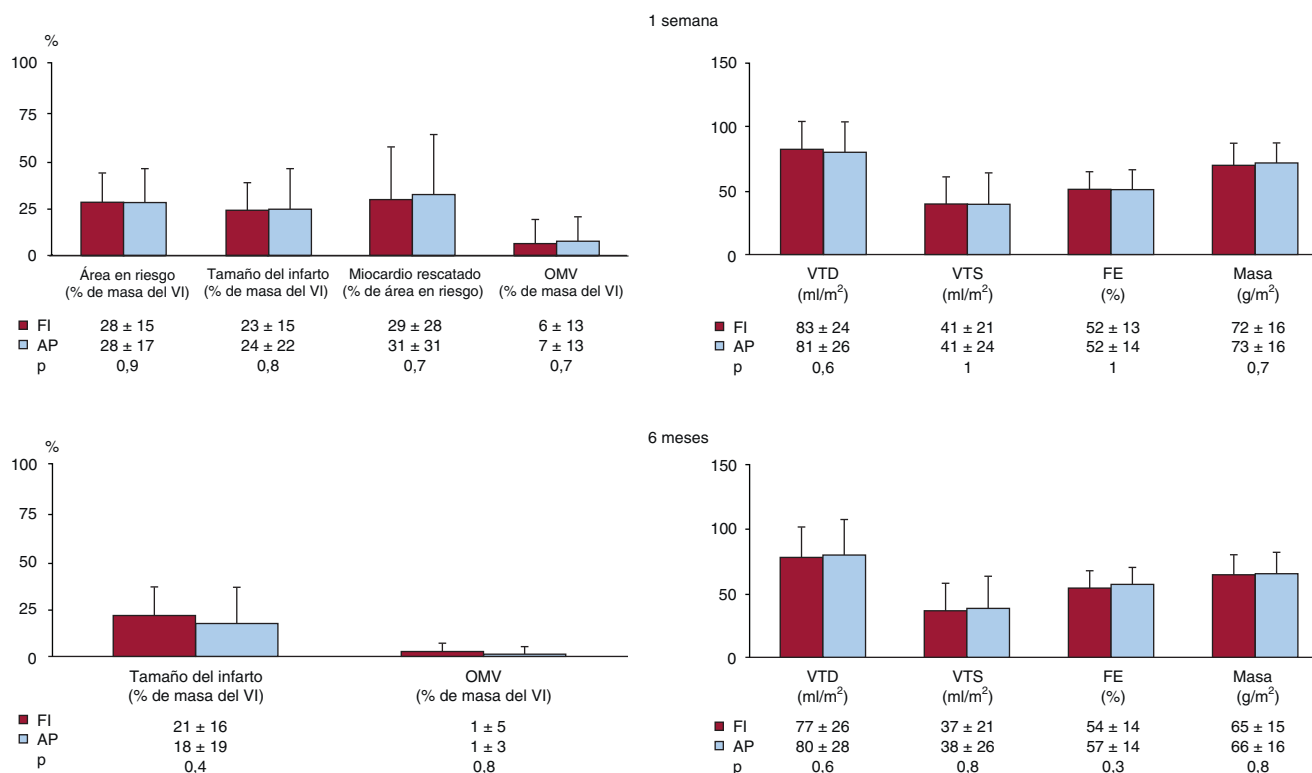 1 semana
%
100
75
50
25
0
Área en riesgo Tamaño del infarto Miocardio rescatado OMV
(% de masa del VI) (% de masa del VI) (% de área en riesgo) (% de masa del VI)
FI 28 ± 15 23 ± 15 29 ± 28 6 ± 13
AP 28 ± 17 24 ± 22 31 ± 31 7 ± 13
p 0,9 0,8 0,7 0,7
150
100
50
0
VTD VTS FE Masa
(ml/m²) (ml/m²) (%) (g/m²)
FI 83 ± 24 41 ± 21 52 ± 13 72 ± 16
AP 81 ± 26 41 ± 24 52 ± 14 73 ± 16
p 0,6 1 1 0,7
6 meses
%
100
75
50
25
0
Tamaño del infarto OMV
(% de masa del VI) (% de masa del VI)
FI 21 ± 16 1 ± 5
AP 18 ± 19 1 ± 3
p 0,4 0,8
150
100
50
0
VTD VTS FE Masa
(ml/m²) (ml/m²) (%) (g/m²)
FI 77 ± 26 37 ± 21 54 ± 14 65 ± 15
AP 80 ± 28 38 ± 26 57 ± 14 66 ± 16
p 0,6 0,8 0,3 0,8